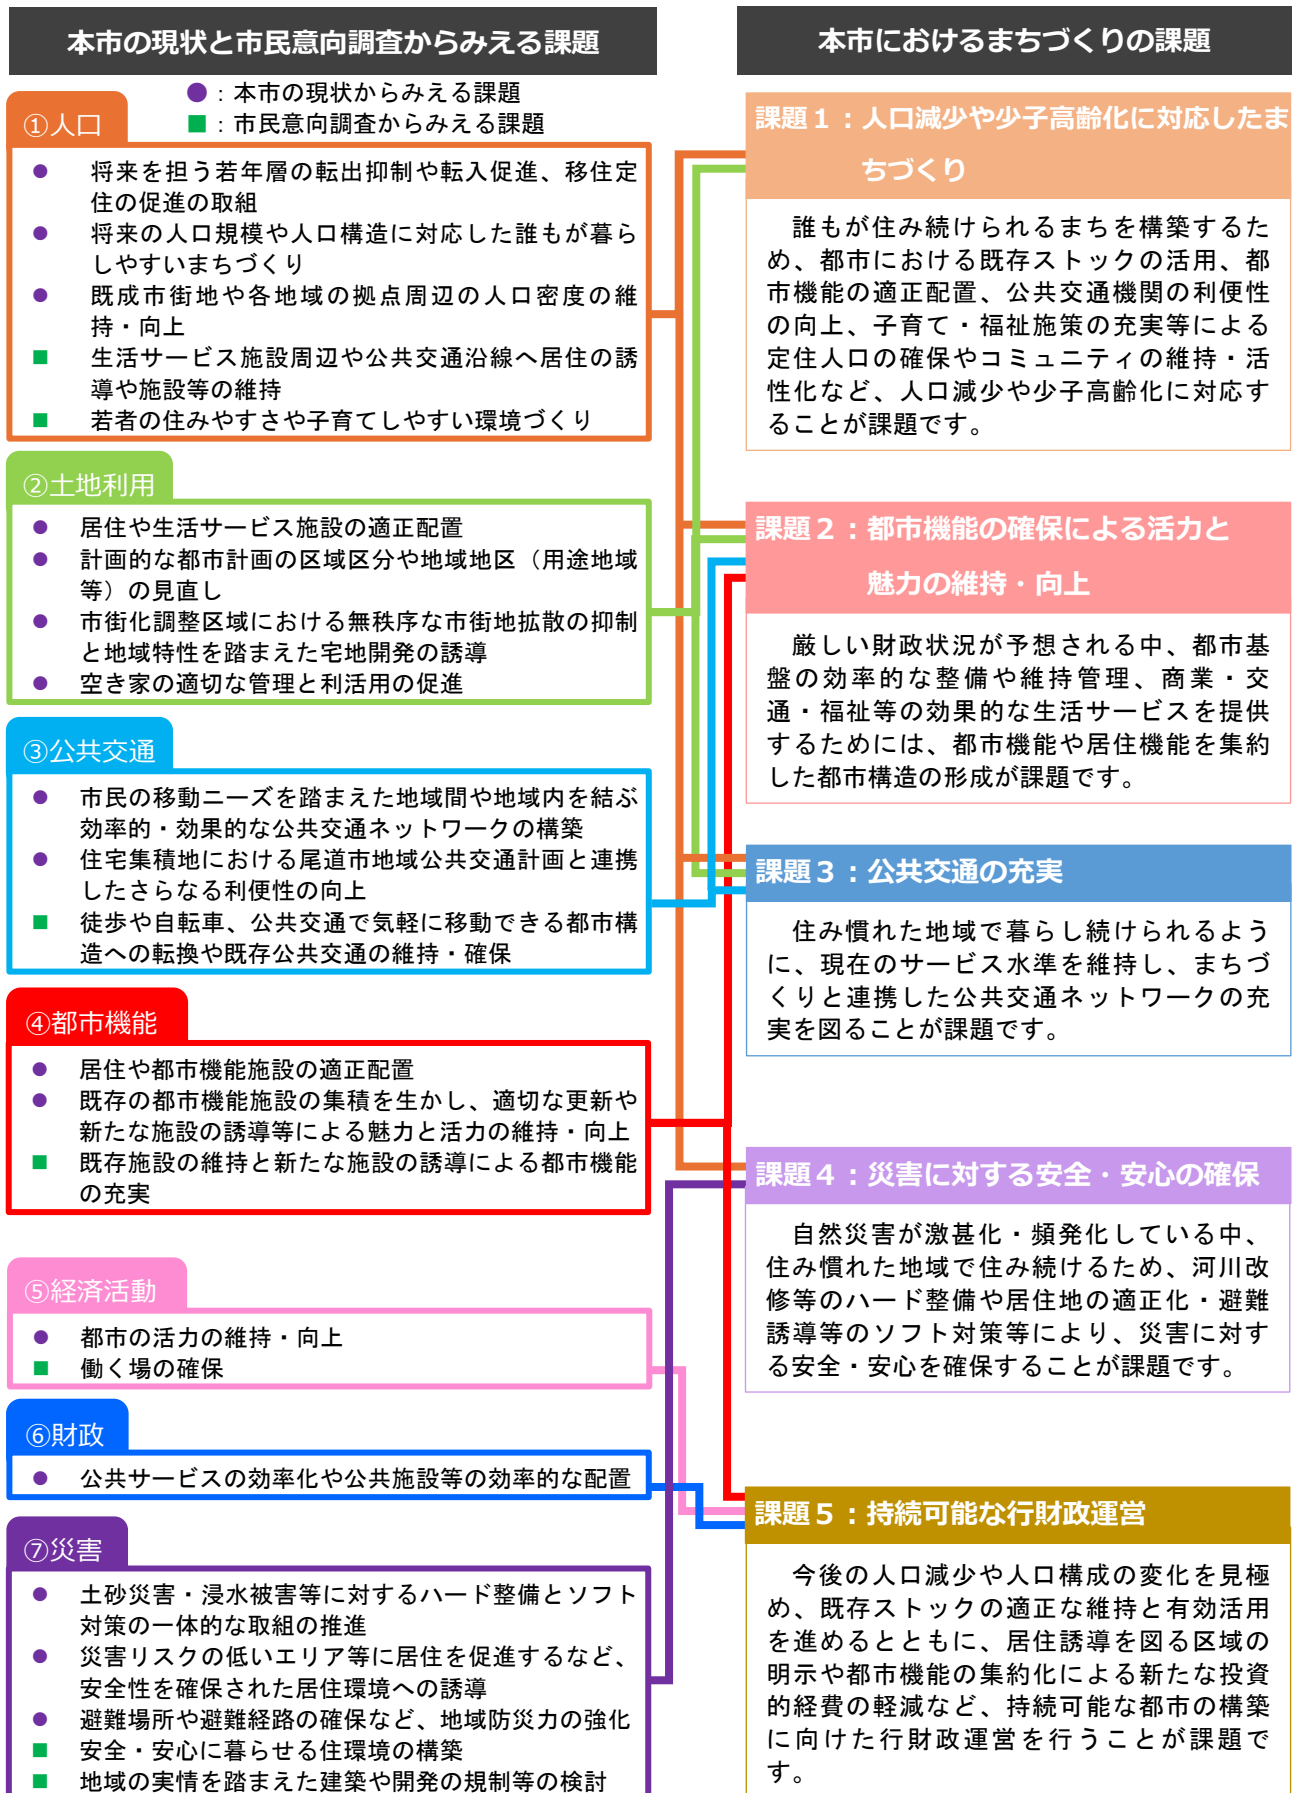 本市の現状と市民意向調査からみえる課題
●：本市の現状からみえる課題
■：市民意向調査からみえる課題
①人口
● 将来を担う若年層の転出抑制や転入促進、移住定
住の促進の取組
● 将来の人口規模や人口構造に対応した誰もが暮ら
しやすいまちづくり
● 既成市街地や各地域の拠点周辺の人口密度の維
持・向上
■ 生活サービス施設周辺や公共交通沿線へ居住の誘
導や施設等の維持
■ 若者の住みやすさや子育てしやすい環境づくり
②土地利用
● 居住や生活サービス施設の適正配置
● 計画的な都市計画の区域区分や地域地区（用途地域
等）の見直し
● 市街化調整区域における無秩序な市街地拡散の抑制
と地域特性を踏まえた宅地開発の誘導
● 空き家の適切な管理と利活用の促進
③公共交通
● 市民の移動ニーズを踏まえた地域間や地域内を結ぶ
効率的・効果的な公共交通ネットワークの構築
● 住宅集積地における尾道市地域公共交通計画と連携
したさらなる利便性の向上
■ 徒歩や自転車、公共交通で気軽に移動できる都市構
造への転換や既存公共交通の維持・確保
④都市機能
● 居住や都市機能施設の適正配置
● 既存の都市機能施設の集積を生かし、適切な更新や
新たな施設の誘導等による魅力と活力の維持・向上
■ 既存施設の維持と新たな施設の誘導による都市機能
の充実
⑤経済活動
● 都市の活力の維持・向上
■ 働く場の確保
⑥財政
● 公共サービスの効率化や公共施設等の効率的な配置
⑦災害
● 土砂災害・浸水被害等に対するハード整備とソフト
対策の一体的な取組の推進
● 災害リスクの低いエリア等に居住を促進するなど、
安全性を確保された居住環境への誘導
● 避難場所や避難経路の確保など、地域防災力の強化
■ 安全・安心に暮らせる住環境の構築
■ 地域の実情を踏まえた建築や開発の規制等の検討
本市におけるまちづくりの課題
課題１：人口減少や少子高齢化に対応したま
ちづくり
誰もが住み続けられるまちを構築するた
め、都市における既存ストックの活用、都
市機能の適正配置、公共交通機関の利便性
の向上、子育て・福祉施策の充実等による
定住人口の確保やコミュニティの維持・活
性化など、人口減少や少子高齢化に対応す
ることが課題です。
課題２：都市機能の確保による活力と
魅力の維持・向上
厳しい財政状況が予想される中、都市基
盤の効率的な整備や維持管理、商業・交
通・福祉等の効果的な生活サービスを提供
するためには、都市機能や居住機能を集約
した都市構造の形成が課題です。
課題３：公共交通の充実
住み慣れた地域で暮らし続けられるよう
に、現在のサービス水準を維持し、まちづ
くりと連携した公共交通ネットワークの充
実を図ることが課題です。
課題４：災害に対する安全・安心の確保
自然災害が激甚化・頻発化している中、
住み慣れた地域で住み続けるため、河川改
修等のハード整備や居住地の適正化・避難
誘導等のソフト対策等により、災害に対す
る安全・安心を確保することが課題です。
課題５：持続可能な行財政運営
今後の人口減少や人口構成の変化を見極
め、既存ストックの適正な維持と有効活用
を進めるとともに、居住誘導を図る区域の
明示や都市機能の集約化による新たな投資
的経費の軽減など、持続可能な都市の構築
に向けた行財政運営を行うことが課題で
す。